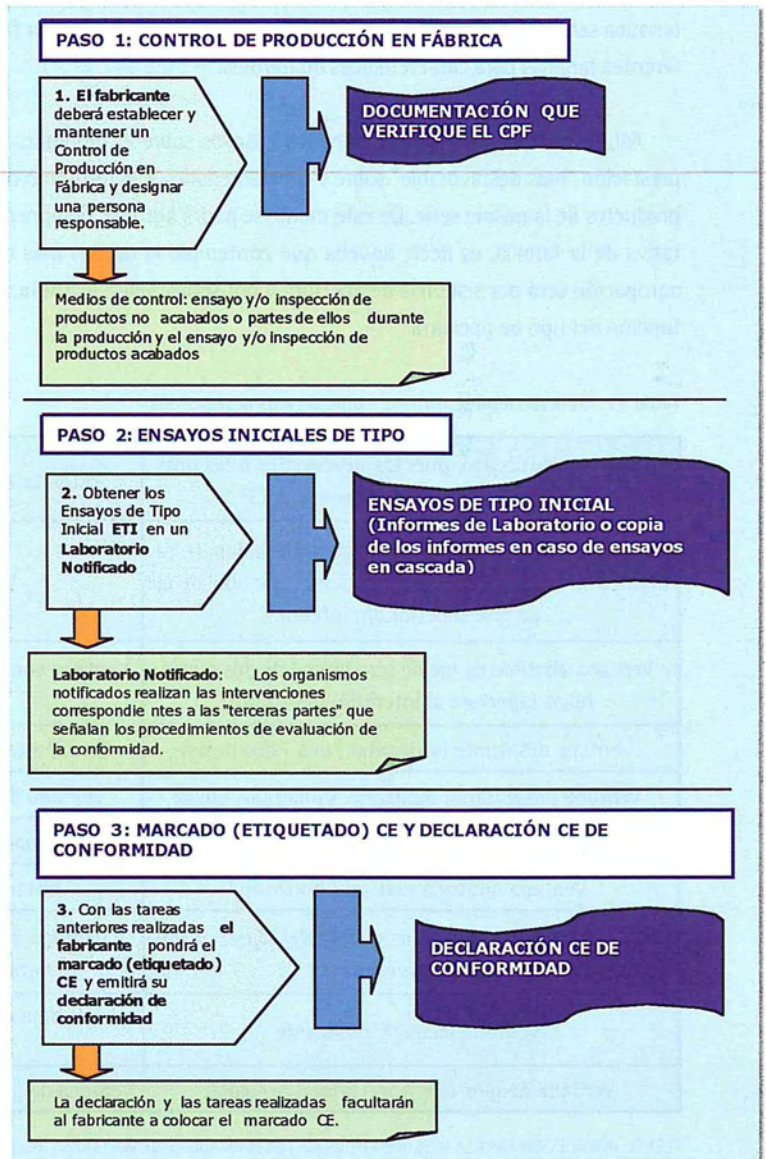 PASO 1: CONTROL DE PRODUCCIÓN EN FÁBRICA
1. El fabricante
deberá establecer y
mantener un
Control de
Producción en
Fábrica y designar
una persona
responsable.
DOCUMENTACIÓN QUE
VERIFIQUE EL CPF
Medios de control: ensayo y/o inspección de
productos no acabados o partes de ellos durante
la producción y el ensayo y/o inspección de
productos acabados
PASO 2: ENSAYOS INICIALES DE TIPO
2. Obtener los
Ensayos de Tipo
Inicial ETI en un
Laboratorio
Notificado
ENSAYOS DE TIPO INICIAL
(Informes de Laboratorio o copia
de los informes en caso de ensayos
en cascada)
Laboratorio Notificado: Los organismos
notificados realizan las intervenciones
correspondie ntes a las "terceras partes" que
señalan los procedimientos de evaluación de
la conformidad.
PASO 3: MARCADO (ETIQUETADO) CE Y DECLARACIÓN CE DE
CONFORMIDAD
3. Con las tareas
anteriores realizadas el
fabricante pondrá el
marcado (etiquetado)
CE y emitirá su
declaración de
conformidad
DECLARACIÓN CE DE
CONFORMIDAD
La declaración y las tareas realizadas facultarán
al fabricante a colocar el marcado CE.